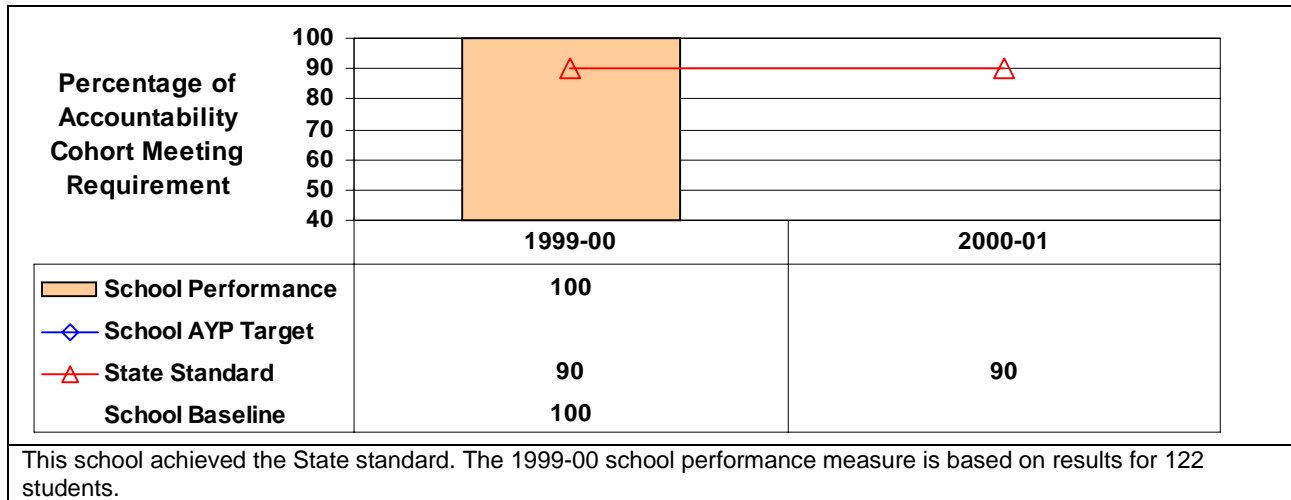 Percentage of
Accountability
Cohort Meeting
Requirement
100
90
80
70
60
50
40
1999-00 2000-01
School Performance 100
School AYP Target
State Standard 90 90
School Baseline 100
This school achieved the State standard. The 1999-00 school performance measure is based on results for 122
students.